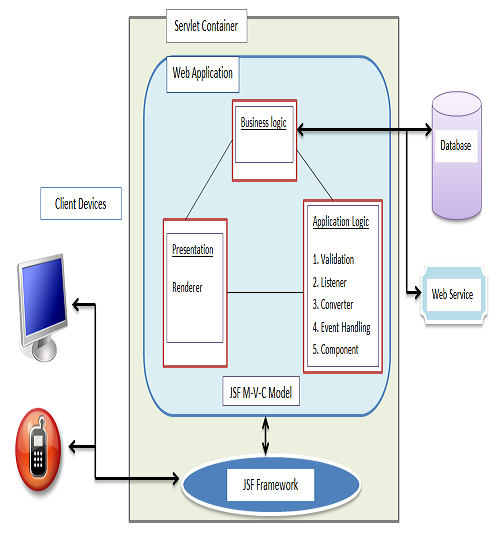 Servlet Container
Web Application
Business logic
Database
Client Devices
Presentation
Renderer
Application Logic
1. Validation
2. Listener
3. Converter
4. Event Handling
5. Component
Web Service
JSF M-V-C Model
JSF Framework